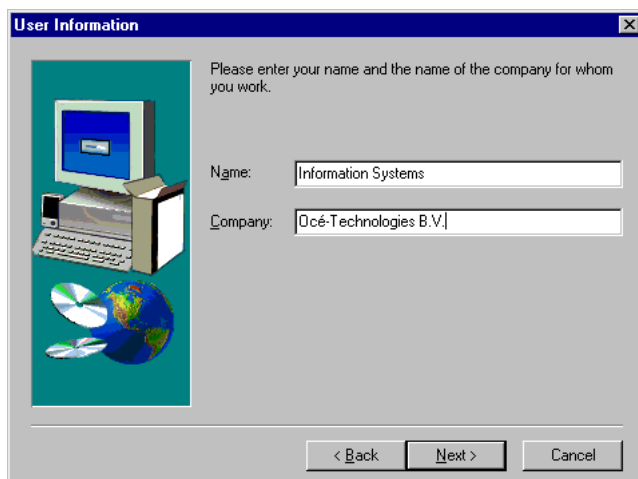 User Information
Please enter your name and the name of the company for whom
you work.
Name: Information Systems
Company: Océ-Technologies B.V.
< Back Next > Cancel